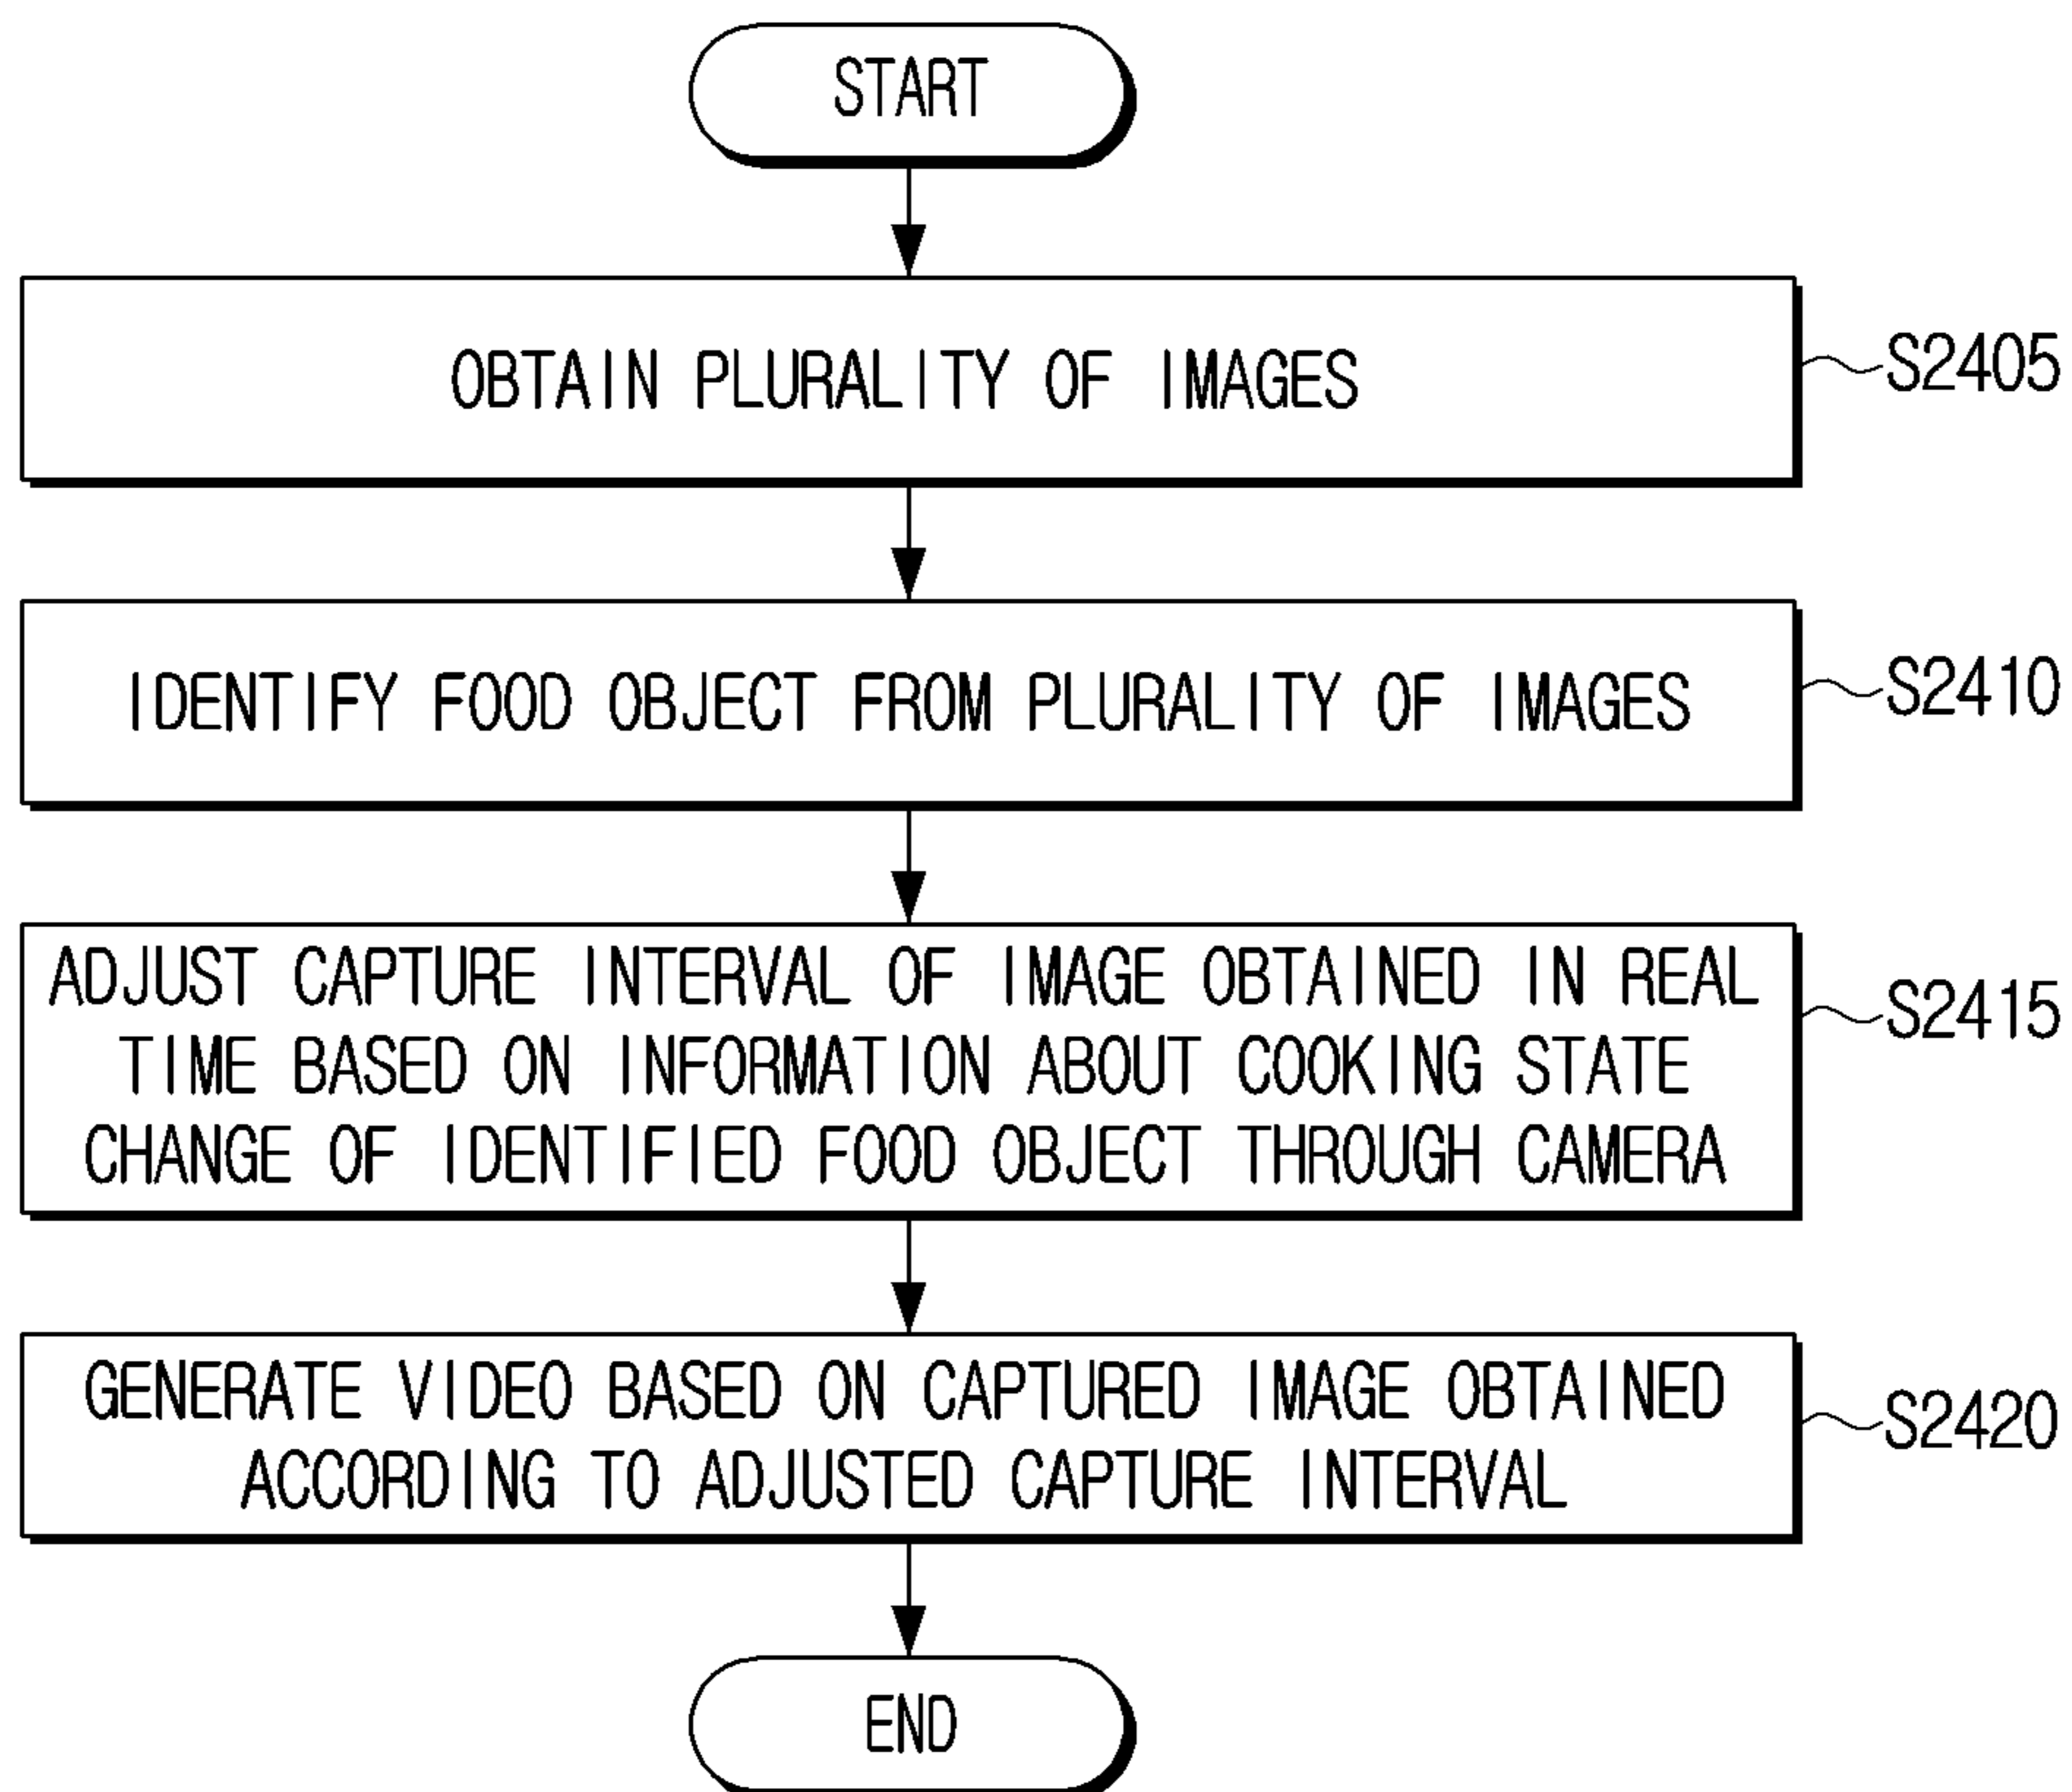 START
OBTAIN PLURALITY OF IMAGES
S2405
IDENTIFY FOOD OBJECT FROM PLURALITY OF IMAGES
S2410
ADJUST CAPTURE INTERVAL OF IMAGE OBTAINED IN REAL
TIME BASED ON INFORMATION ABOUT COOKING STATE
CHANGE OF IDENTIFIED FOOD OBJECT THROUGH CAMERA
S2415
GENERATE VIDEO BASED ON CAPTURED IMAGE OBTAINED
ACCORDING TO ADJUSTED CAPTURE INTERVAL
S2420
END